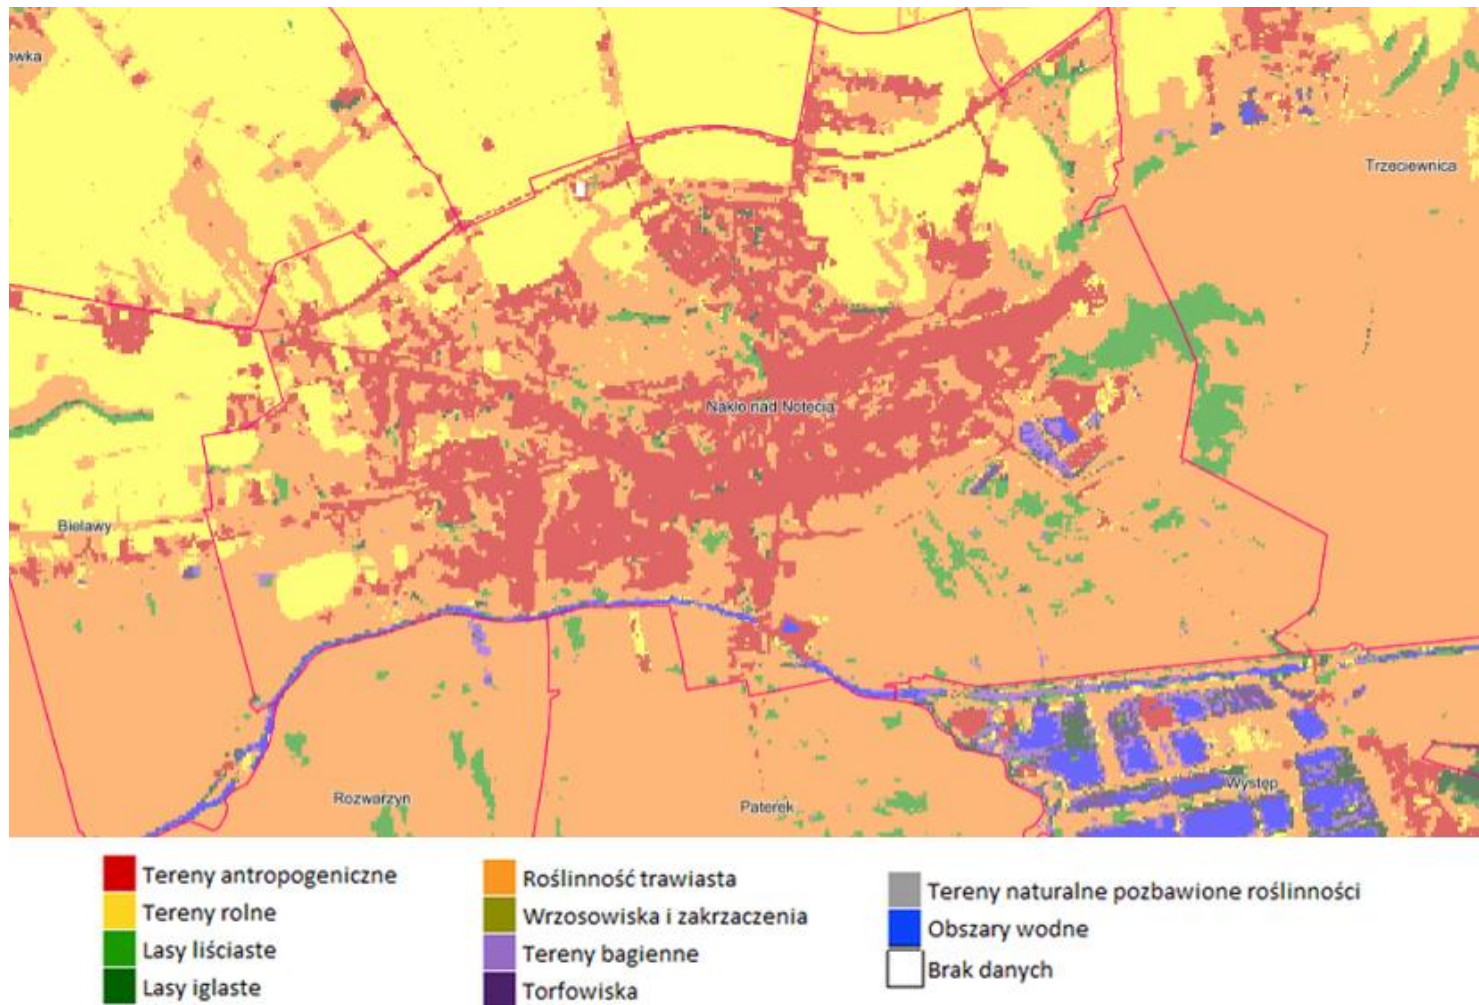 ówka
Trzeciewnica
Nakło nad Notecią
Bielawy
Rozwarzyn
Paterek
Występ
Tereny antropogeniczne
Tereny rolne
Lasy liściaste
Lasy iglaste
Roślinność trawiasta
Wrzosowiska i zakrzaczenia
Tereny bagienne
Torfowiska
Tereny naturalne pozbawione roślinności
Obszary wodne
Brak danych